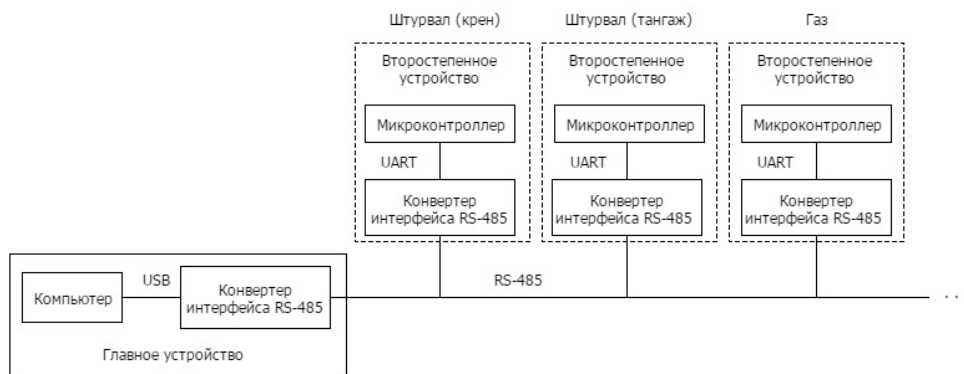 Штурвал (крен)
Штурвал (тангаж)
Газ
Второстепенное
устройство
Второстепенное
устройство
Второстепенное
устройство
Микроконтроллер
Микроконтроллер
Микроконтроллер
UART
UART
UART
Конвертер
интерфейса RS-485
Конвертер
интерфейса RS-485
Конвертер
интерфейса RS-485
Компьютер
USB
Конвертер
интерфейса RS-485
RS-485
Главное устройство